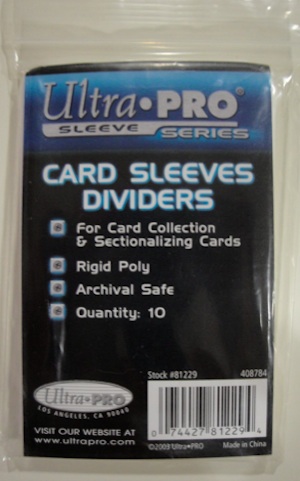 Ultra•PRO®
SLEEVE SERIES
CARD SLEEVES
DIVIDERS
For Card Collection
& Sectionalizing Cards
Rigid Poly
Archival Safe
Quantity: 10
Stock #81229 408784
Ultra•PRO
LOS ANGELES, CA 90040
VISIT OUR WEBSITE AT
www.ultrapro.com
0 74427 81229 4
©2003 Ultra•PRO Made in China